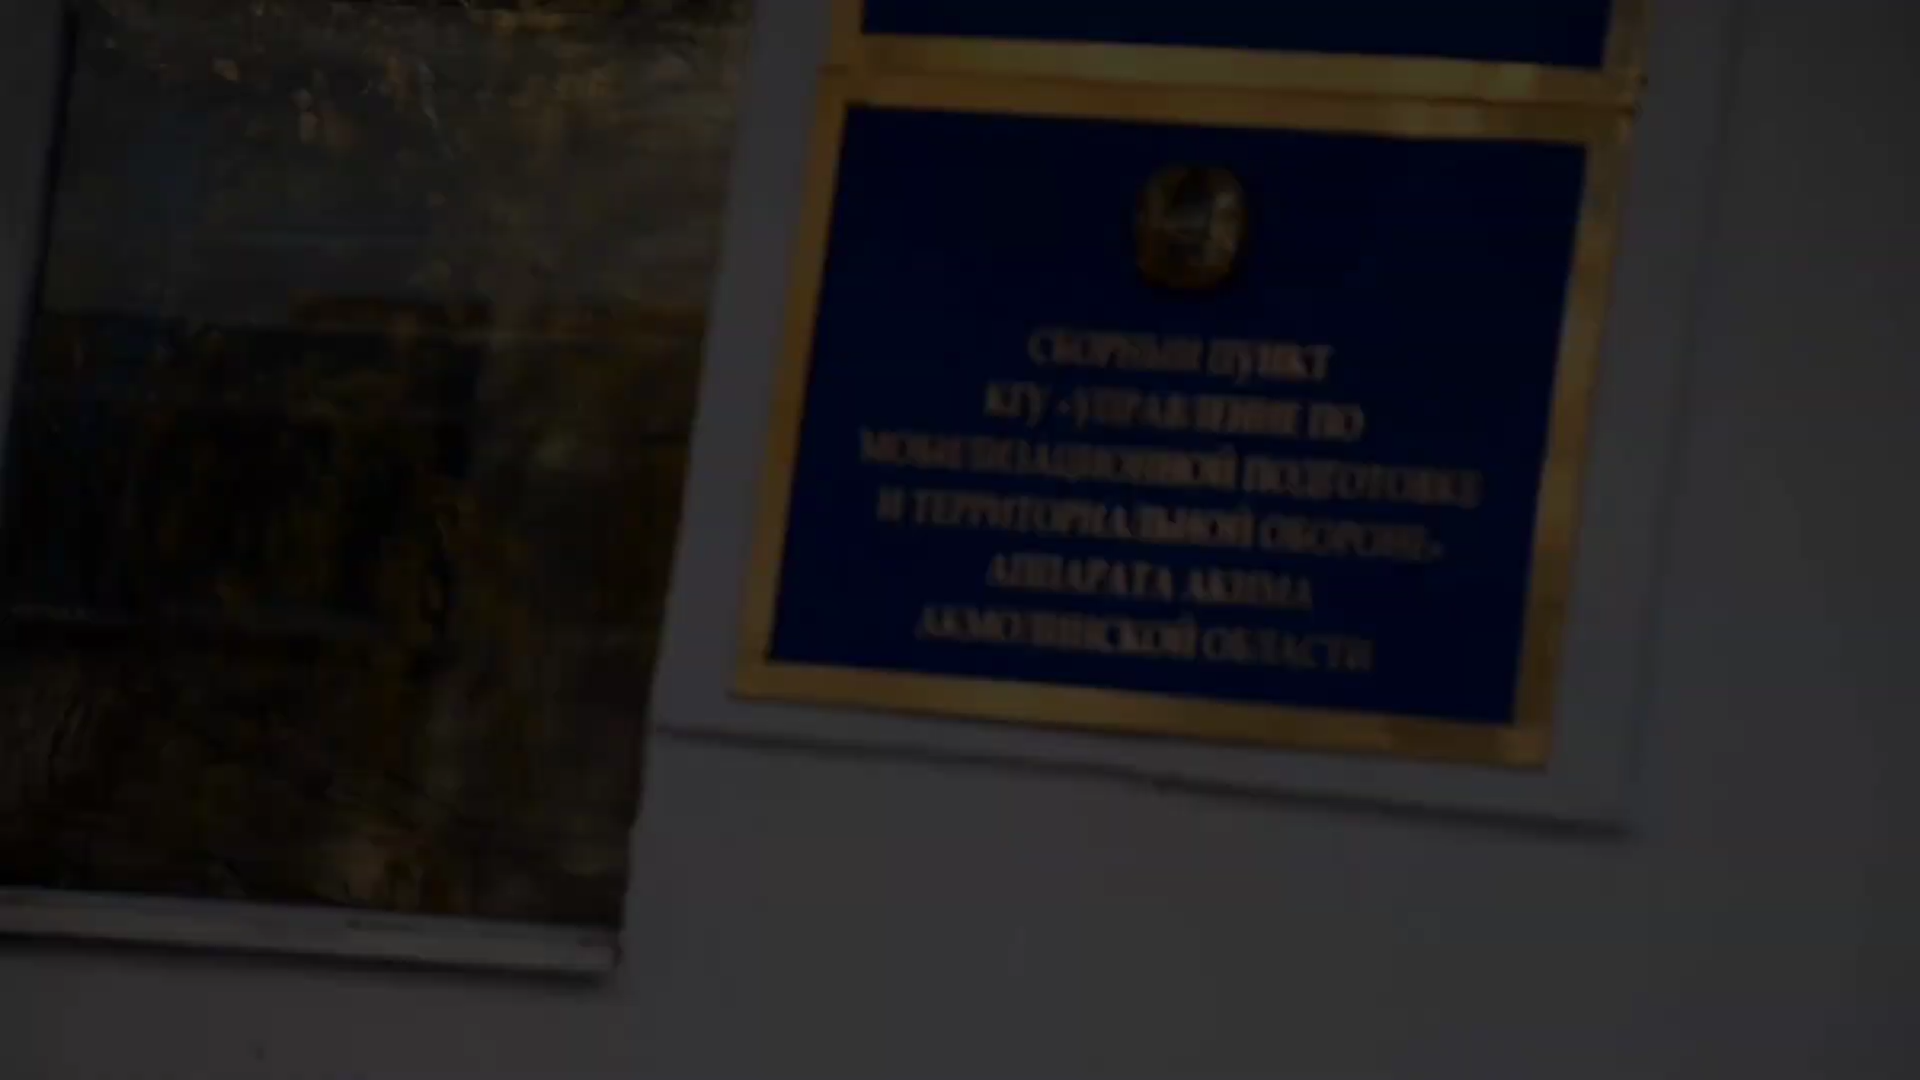 СБОРНЫЙ ПУНКТ
КГУ «УПРАВЛЕНИЕ ПО
МОБИЛИЗАЦИОННОЙ ПОДГОТОВКЕ
И ТЕРРИТОРИАЛЬНОЙ ОБОРОНЕ»
АППАРАТА АКИМА
АКМОЛИНСКОЙ ОБЛАСТИ